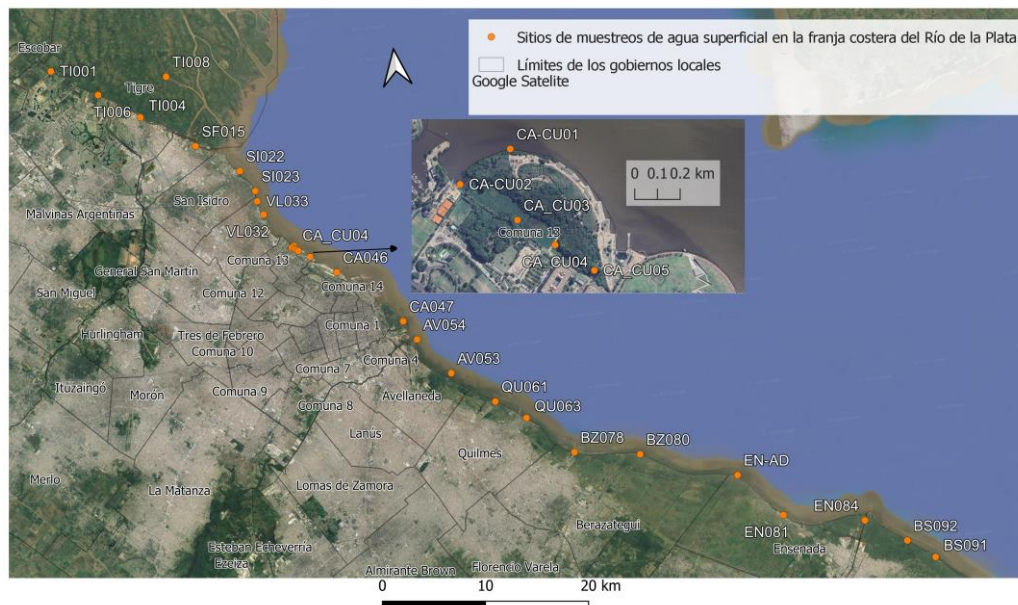 Escobar
Sitios de muestreos de agua superficial en la franja costera del Río de la Plata
Límites de los gobiernos locales
Google Satelite
TI001
TI008
Tigre
TI006
TI004
SF015
SI022
SI023
San Isidro
VL033
Malvinas Argentinas
VL032
CA_CU04
CA-CU01
0 0.1 0.2 km
CA-CU02
CA_CU03
Comuna 13
CA_CU04
CA_CU05
Comuna 13
CA046
General San Martín
Comuna 14
San Miguel
Comuna 12
CA047
Hurlingham
Tres de Febrero
Comuna 1
AV054
Comuna 10
Comuna 4
AV053
Ituzaingó
Morón
Comuna 9
Comuna 7
Avellaneda
QU061
Comuna 8
QU063
Lanús
Quilmes
BZ078
BZ080
Merlo
La Matanza
Lomas de Zamora
EN-AD
EN084
Berazategui
EN081
BS092
Ensenada
BS091
Esteban Echeverría
Ezeiza
Almirante Brown
Florencio Varela
0 10 20 km